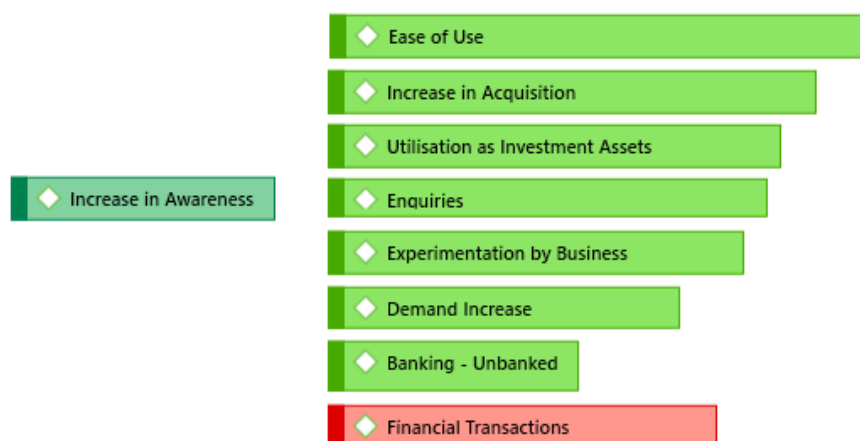 Ease of Use
Increase in Acquisition
Utilisation as Investment Assets
Increase in Awareness
Enquiries
Experimentation by Business
Demand Increase
Banking - Unbanked
Financial Transactions